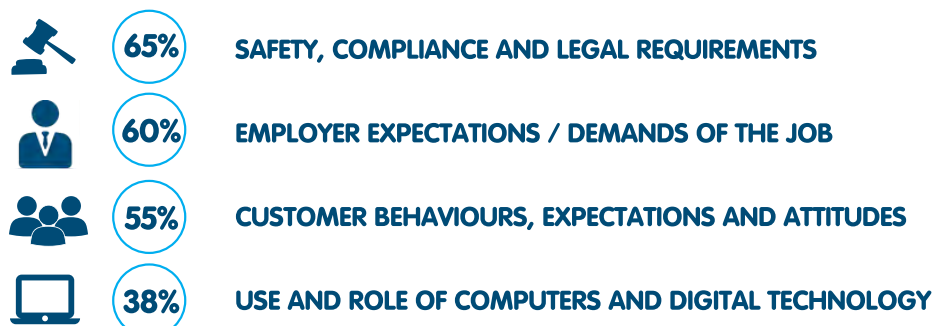 65% SAFETY, COMPLIANCE AND LEGAL REQUIREMENTS
60% EMPLOYER EXPECTATIONS / DEMANDS OF THE JOB
55% CUSTOMER BEHAVIOURS, EXPECTATIONS AND ATTITUDES
38% USE AND ROLE OF COMPUTERS AND DIGITAL TECHNOLOGY